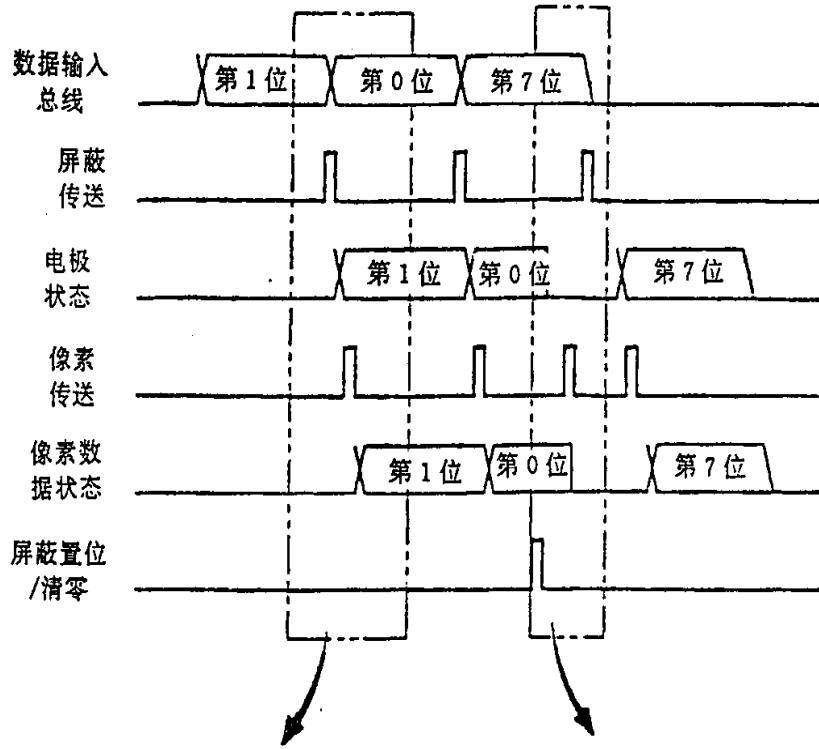 数据输入
总线
第1位
第0位
第7位
屏蔽
传送
电极
状态
第1位
第0位
第7位
像素
传送
像素数
据状态
第1位
第0位
第7位
屏蔽置位
/清零